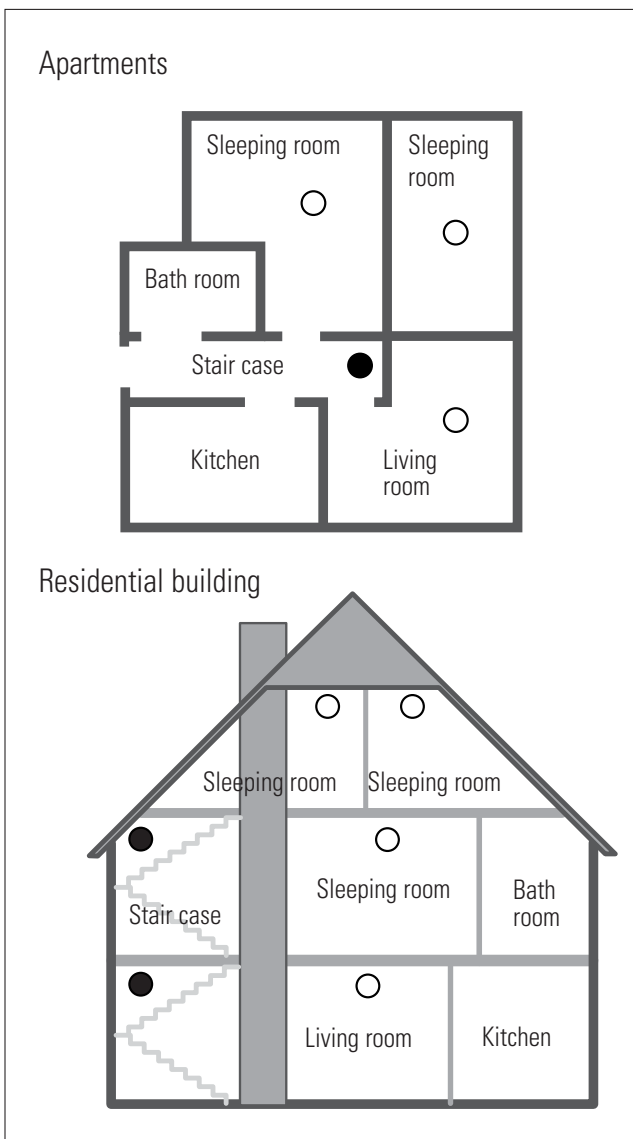 Apartments
Sleeping room
Sleeping
room
Bath room
Stair case
Kitchen
Living
room
Residential building
Sleeping room
Sleeping room
Sleeping room
Bath
room
Stair case
Living room
Kitchen